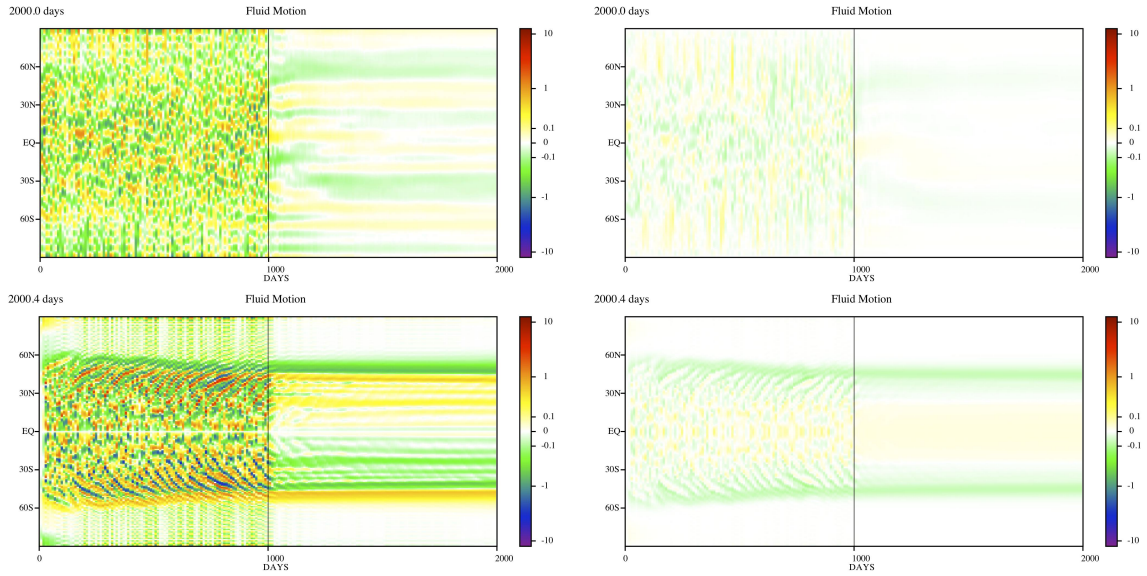 2000.0 days Fluid Motion
60N
30N
EQ
30S
60S
0 1000 2000
DAYS
10
1
0.1
0
-0.1
-1
-10
2000.0 days Fluid Motion
60N
30N
EQ
30S
60S
0 1000 2000
DAYS
10
1
0.1
0
-0.1
-1
-10
2000.4 days Fluid Motion
60N
30N
EQ
30S
60S
0 1000 2000
DAYS
10
1
0.1
0
-0.1
-1
-10
2000.4 days Fluid Motion
60N
30N
EQ
30S
60S
0 1000 2000
DAYS
10
1
0.1
0
-0.1
-1
-10